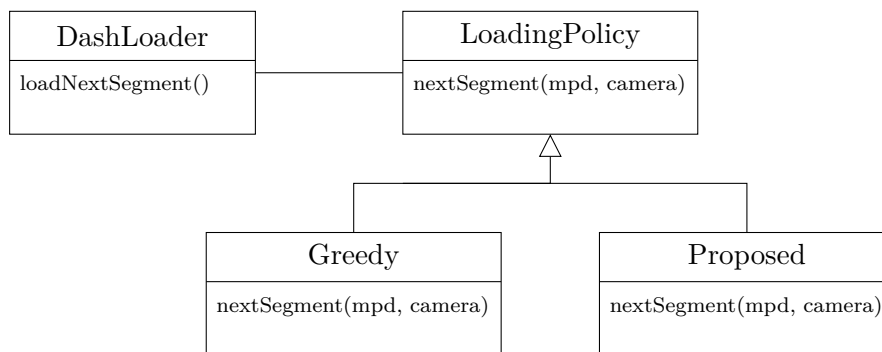 DashLoader
loadNextSegment()
LoadingPolicy
nextSegment(mpd, camera)
Greedy
nextSegment(mpd, camera)
Proposed
nextSegment(mpd, camera)